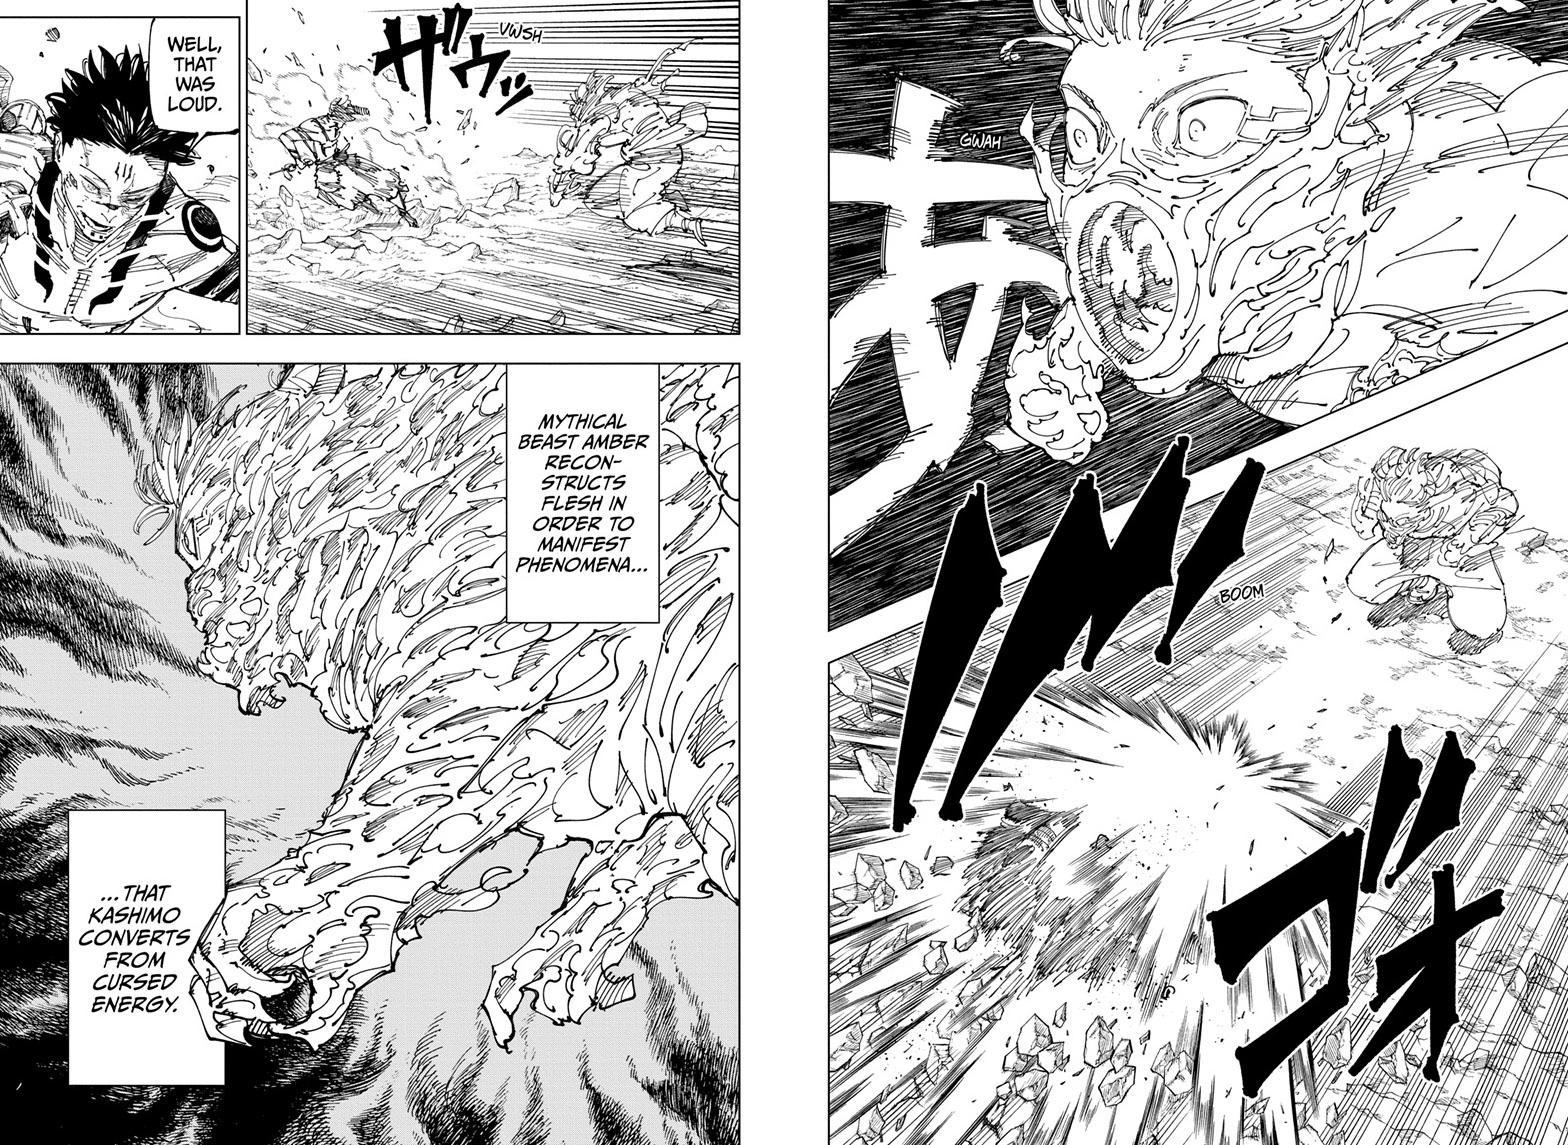 GWAH
BOOM
ゴォ
VWSH
ザウッ
WELL,
THAT
WAS
LOUD.
MYTHICAL
BEAST AMBER
RECON-
STRUCTS
FLESH IN
ORDER TO
MANIFEST
PHENOMENA...
...THAT
KASHIMO
CONVERTS
FROM
CURSED
ENERGY.